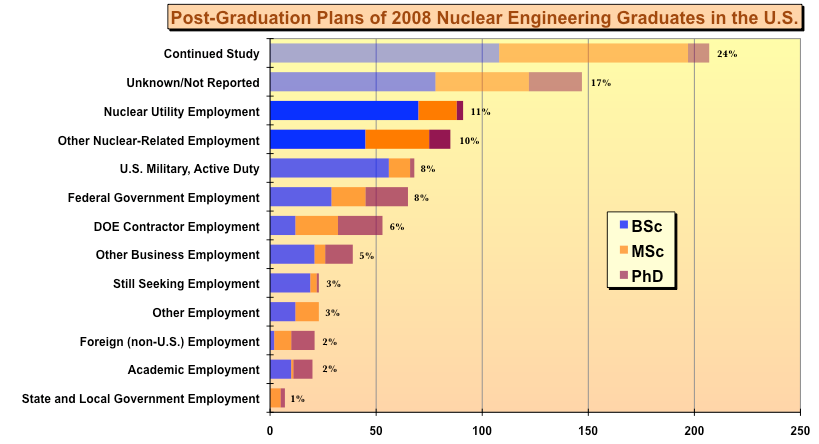 Post-Graduation Plans of 2008 Nuclear Engineering Graduates in the U.S.
Continued Study 24%
Unknown/Not Reported 17%
Nuclear Utility Employment 11%
Other Nuclear-Related Employment 10%
U.S. Military, Active Duty 8%
Federal Government Employment 8%
DOE Contractor Employment 6%
Other Business Employment 5%
Still Seeking Employment 3%
Other Employment 3%
Foreign (non-U.S.) Employment 2%
Academic Employment 2%
State and Local Government Employment 1%
BSc
MSc
PhD
0 50 100 150 200 250